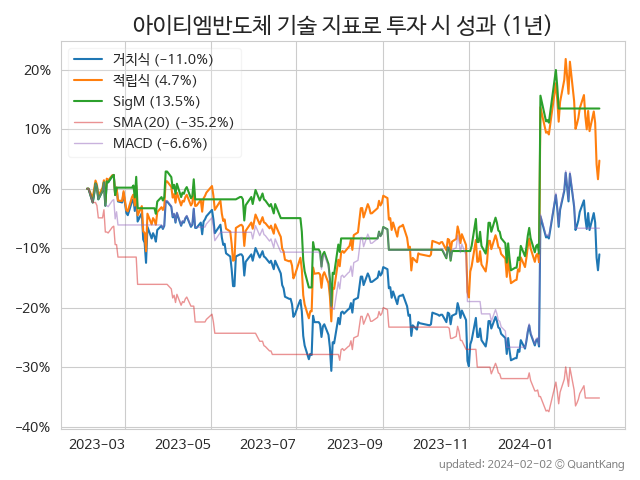 아이티엠반도체 기술 지표로 투자 시 성과 (1년)
거치식 (−11.0%)
적립식 (4.7%)
SigM (13.5%)
SMA(20) (−35.2%)
MACD (−6.6%)
20%
10%
0%
−10%
−20%
−30%
−40%
2023−03 2023−05 2023−07 2023−09 2023−11 2024−01
updated: 2024−02−02 © QuantKang